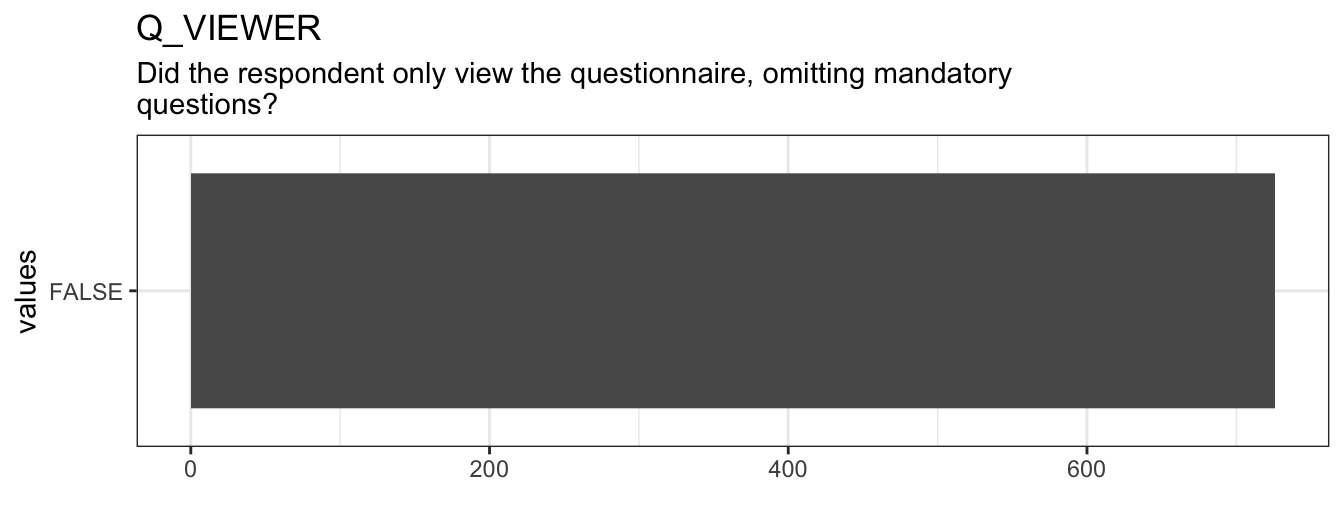 Q_VIEWER
Did the respondent only view the questionnaire, omitting mandatory
questions?
values
FALSE
0 200 400 600